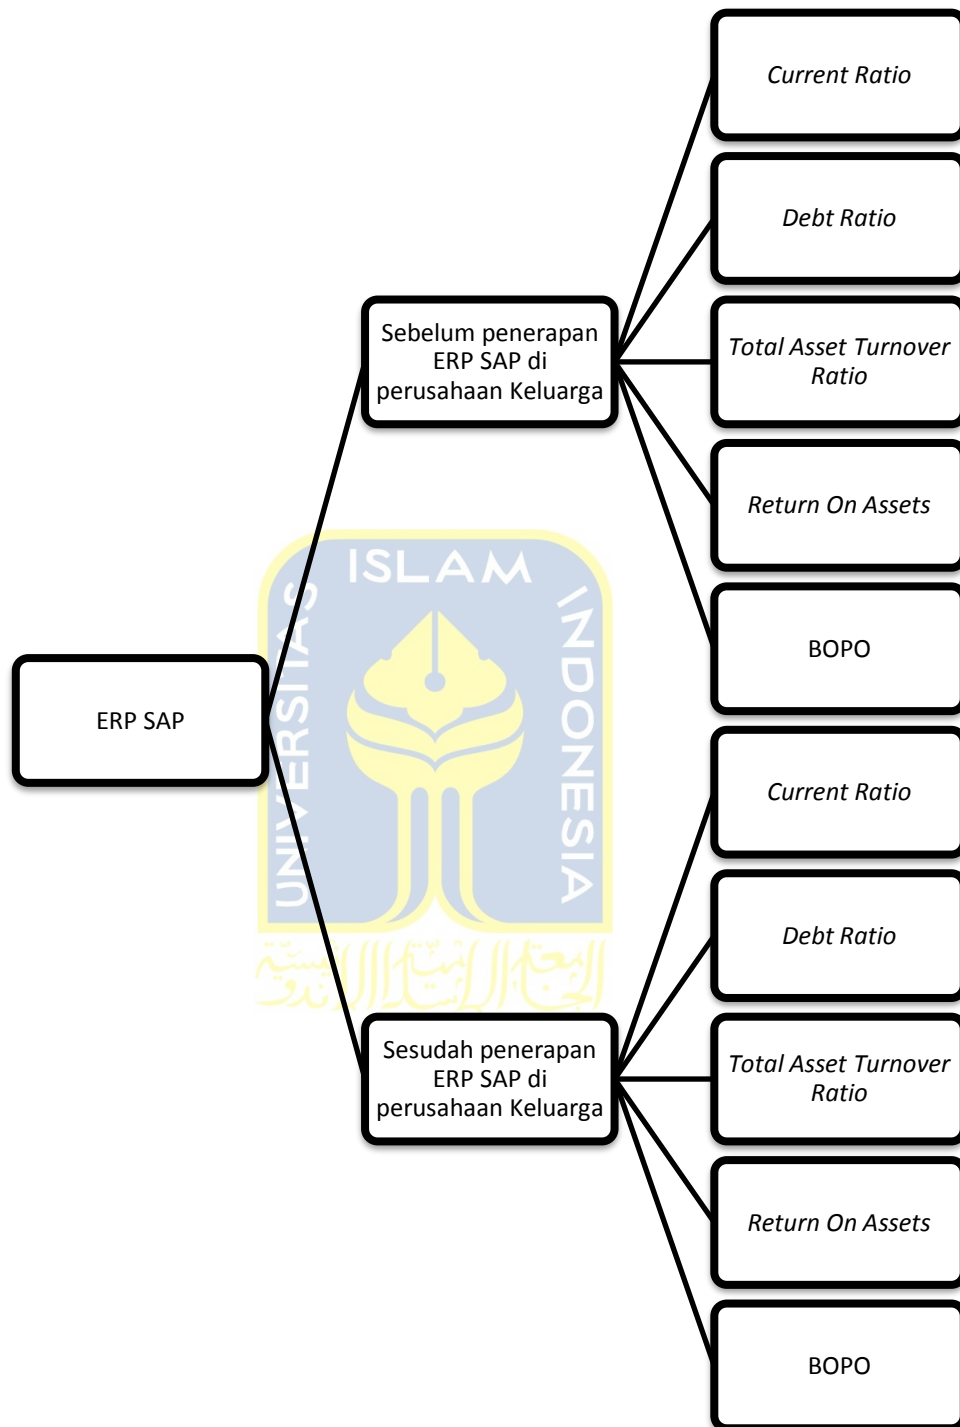 Current Ratio
Debt Ratio
Sebelum penerapan
ERP SAP di
perusahaan Keluarga
Total Asset Turnover
Ratio
Return On Assets
BOPO
ERP SAP
UNIVERSITAS
ISLAM
INDONESIA
Current Ratio
Debt Ratio
Sesudah penerapan
ERP SAP di
perusahaan Keluarga
Total Asset Turnover
Ratio
Return On Assets
BOPO